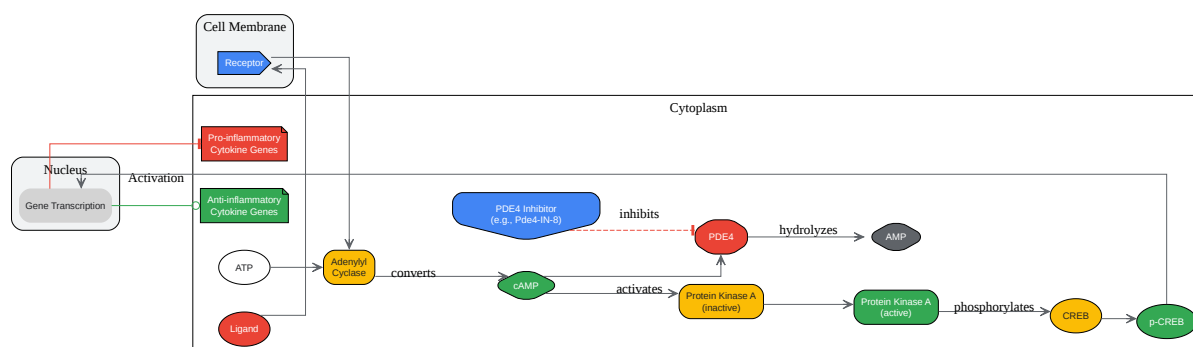 Cell Membrane
Receptor
Cytoplasm
Pro-inflammatory
Cytokine Genes
Nucleus
Activation
Gene Transcription
Anti-inflammatory
Cytokine Genes
PDE4 Inhibitor
(e.g., Pde4-IN-8)
inhibits
PDE4
hydrolyzes
AMP
ATP
Adenylyl
Cyclase
converts
cAMP
activates
Protein Kinase A
(inactive)
Protein Kinase A
(active)
phosphorylates
CREB
p-CREB
Ligand